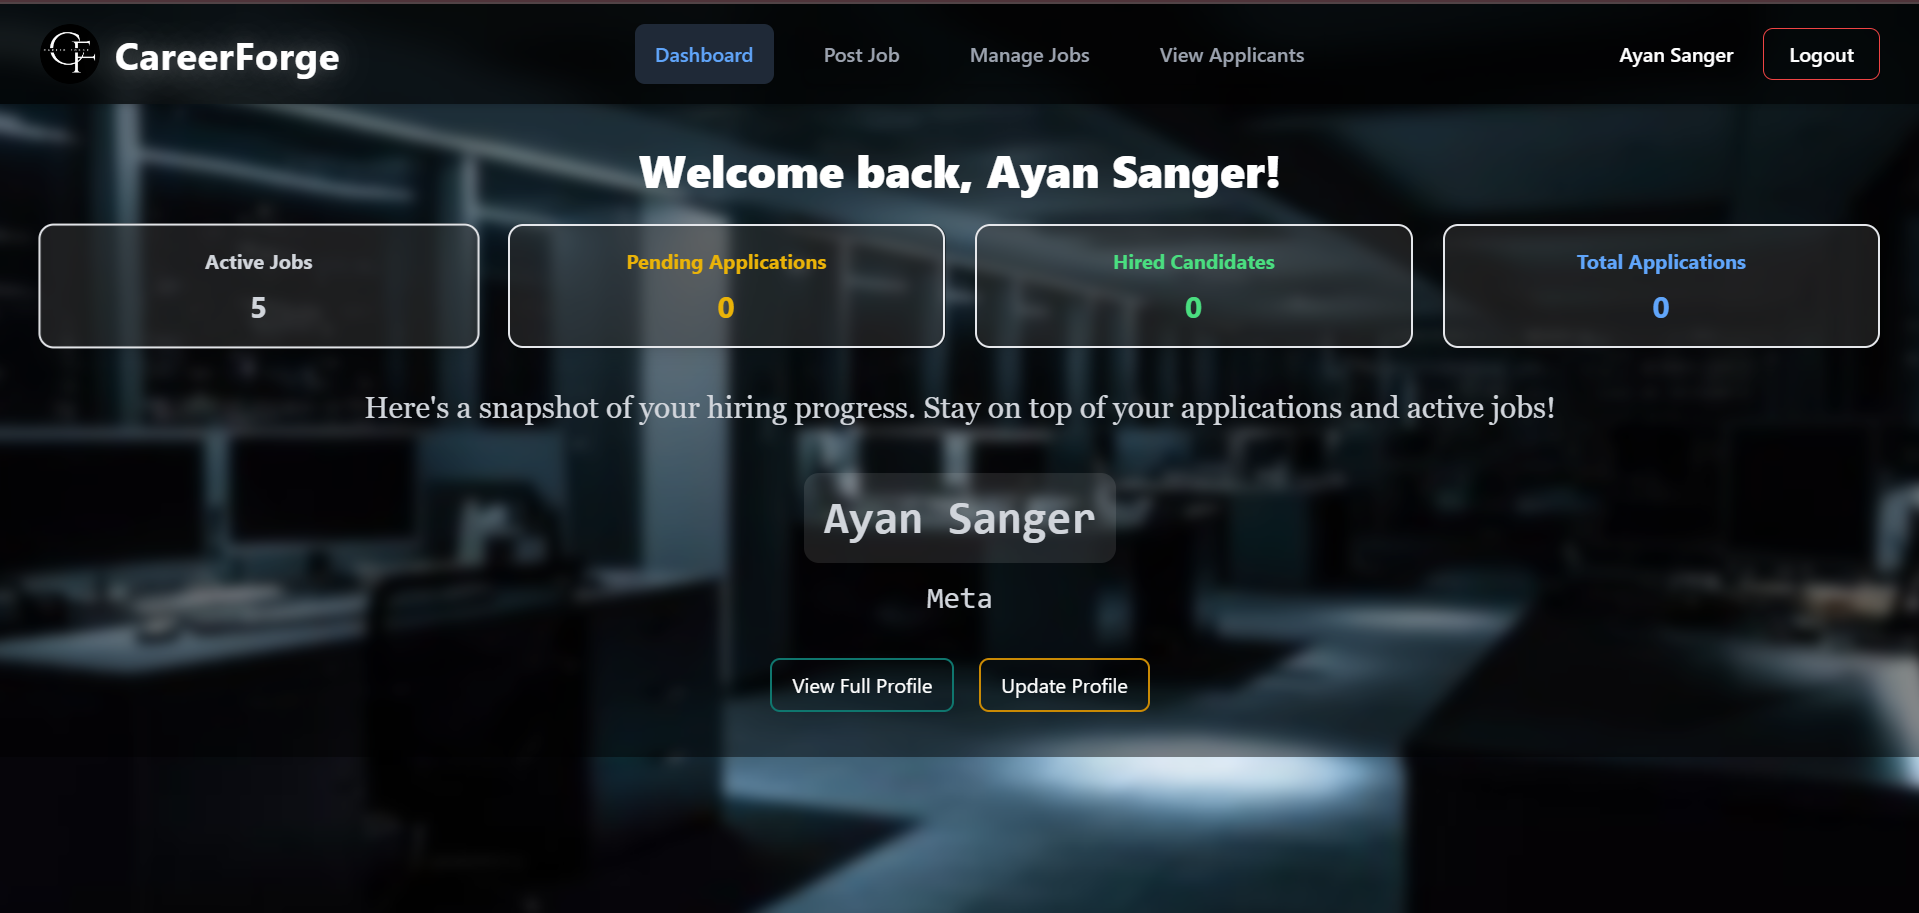 CareerForge
Dashboard
Post Job
Manage Jobs
View Applicants
Ayan Sanger
Logout
Welcome back, Ayan Sanger!
Active Jobs
5
Pending Applications
0
Hired Candidates
0
Total Applications
0
Here's a snapshot of your hiring progress. Stay on top of your applications and active jobs!
Ayan Sanger
Meta
View Full Profile
Update Profile